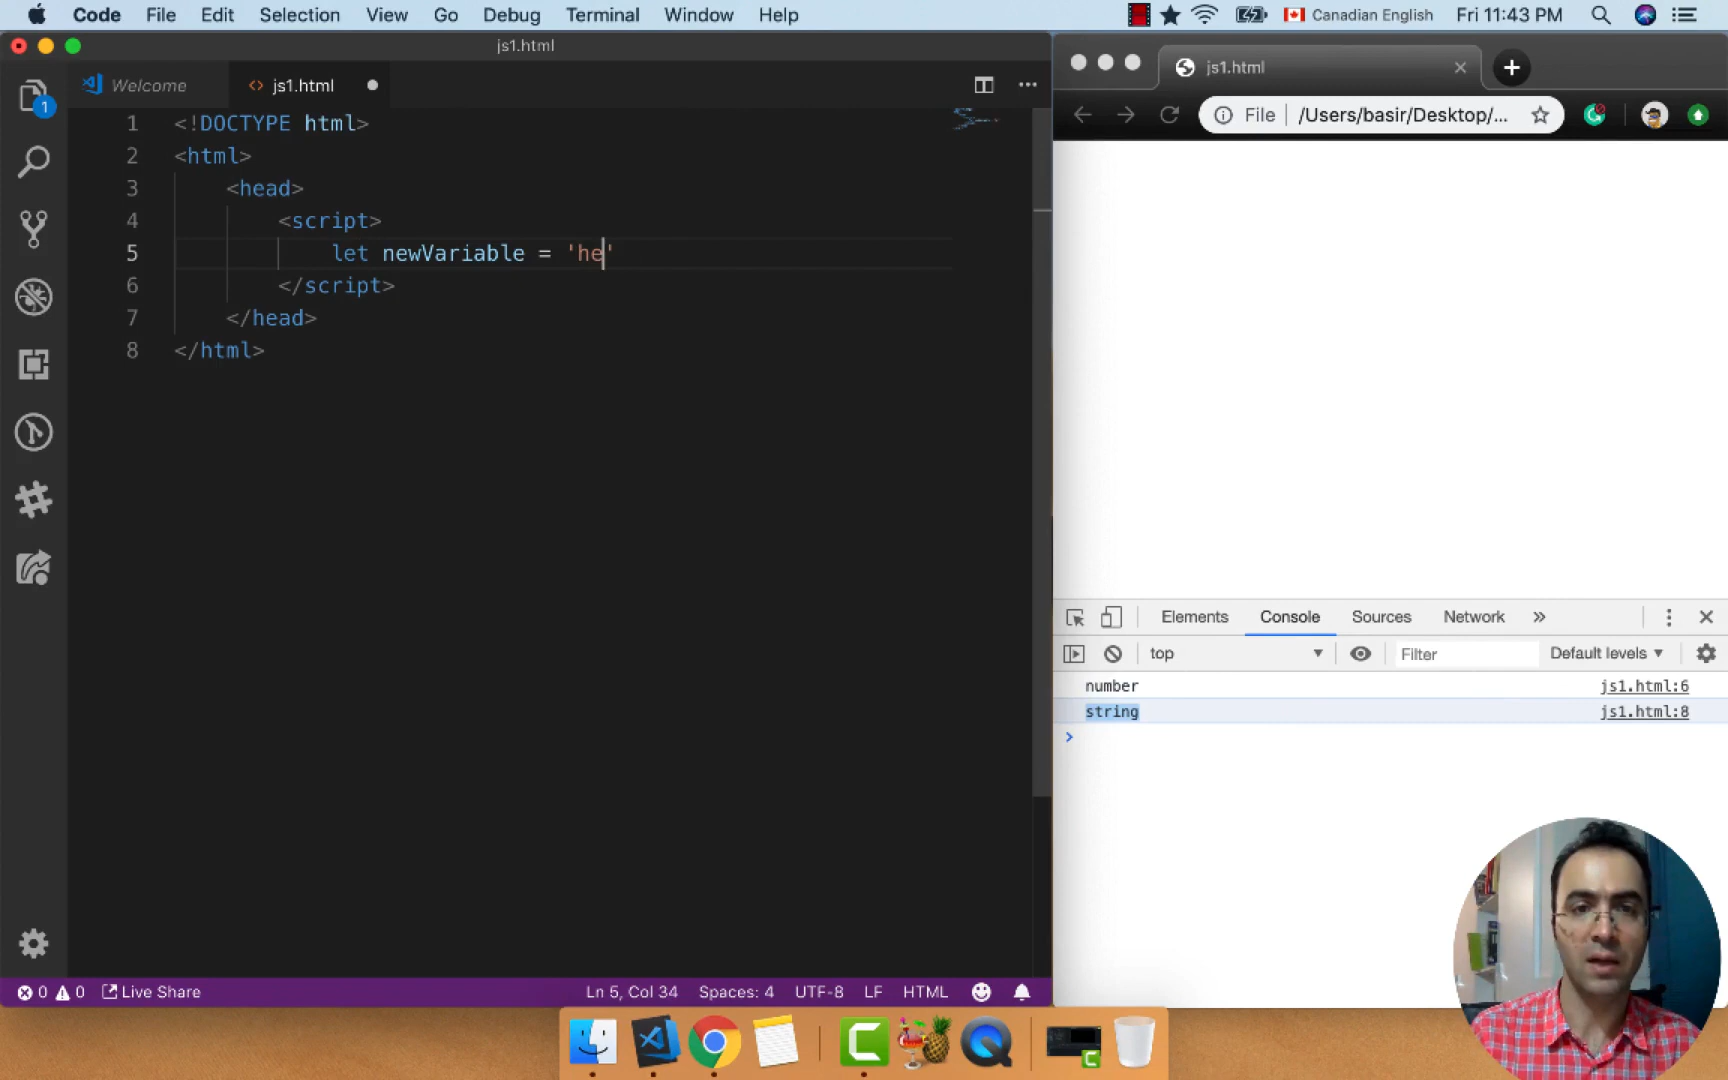 Code File Edit Selection View Go Debug Terminal Window Help Canadian English Fri 11:43 PM
js1.html
Welcome js1.html
1 <!DOCTYPE html>
2 <html>
3 <head>
4 <script>
5 let newVariable = 'he'
6 </script>
7 </head>
8 </html>
1
0 0 Live Share Ln 5, Col 34 Spaces: 4 UTF-8 LF HTML
js1.html
File /Users/basir/Desktop/...
Elements Console Sources Network
top Filter Default levels
number js1.html:6
string js1.html:8